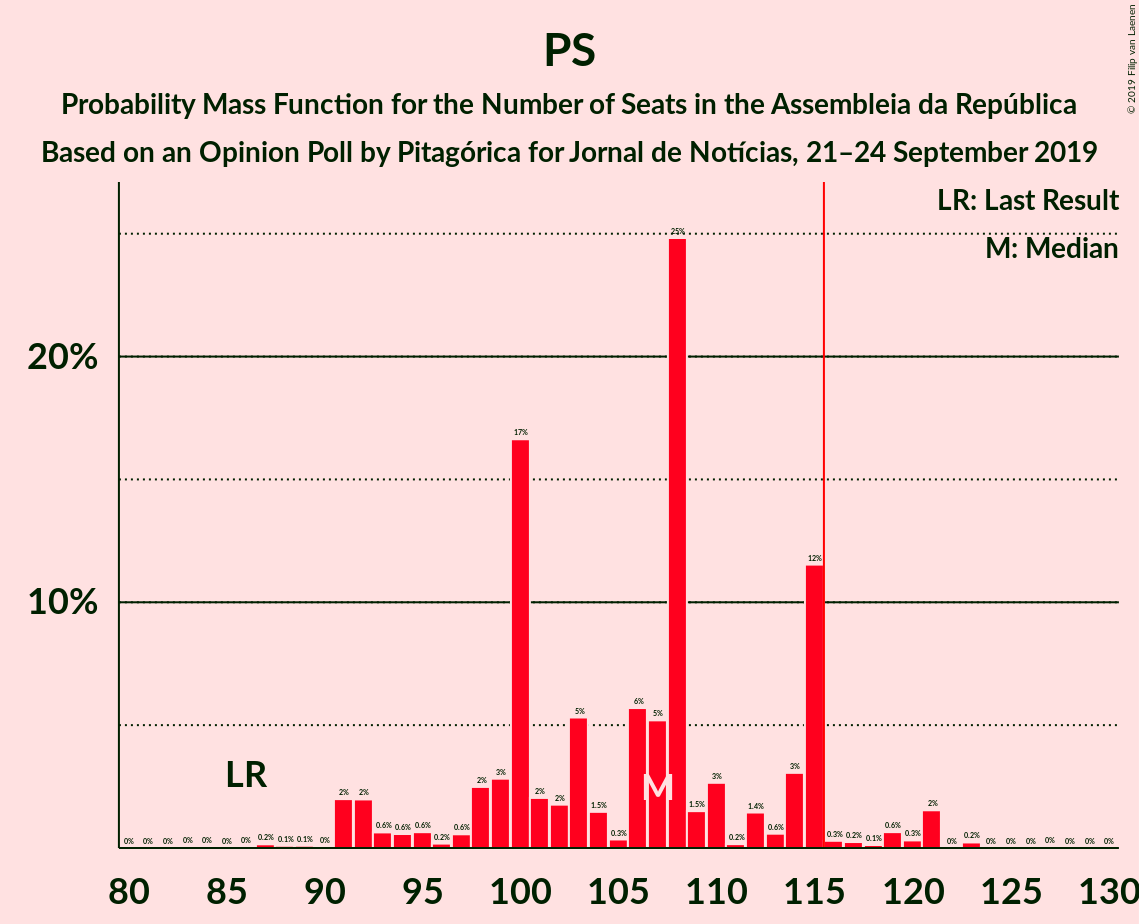 PS
Probability Mass Function for the Number of Seats in the Assembleia da República
Based on an Opinion Poll by Pitagórica for Jornal de Notícias, 21–24 September 2019
© 2019 Filip van Laenen
LR: Last Result
M: Median
20%
10%
0% 0% 0% 0% 0% 0% 0% 0.2% 0.1% 0.1% 0% 2% 2% 0.6% 0.6% 0.6% 0.2% 0.6% 2% 3% 17% 2% 2% 5% 1.5% 0.3% 6% 5% 25% 1.5% 3% 0.2% 1.4% 0.6% 3% 12% 0.3% 0.2% 0.1% 0.6% 0.3% 2% 0% 0.2% 0% 0% 0% 0% 0% 0% 0%
LR
M
80 85 90 95 100 105 110 115 120 125 130